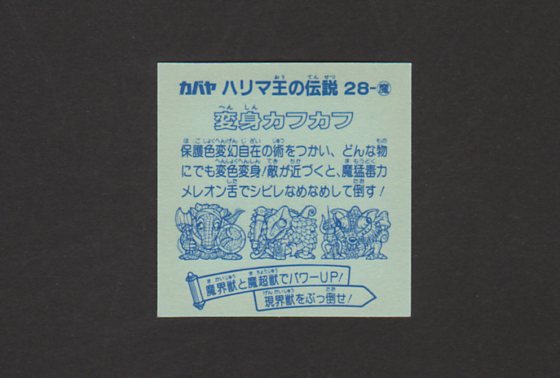 カバヤ ハリマ王の伝説 28-魔
変身カフカフ
保護色変幻自在の術をつかい、どんな物
にでも変色変身!敵が近づくと、魔猛毒力
メレオン舌でシビレなめなめして倒す!
魔界獣と魔超獣でパワーUP!
現界獣をぶっ倒せ!